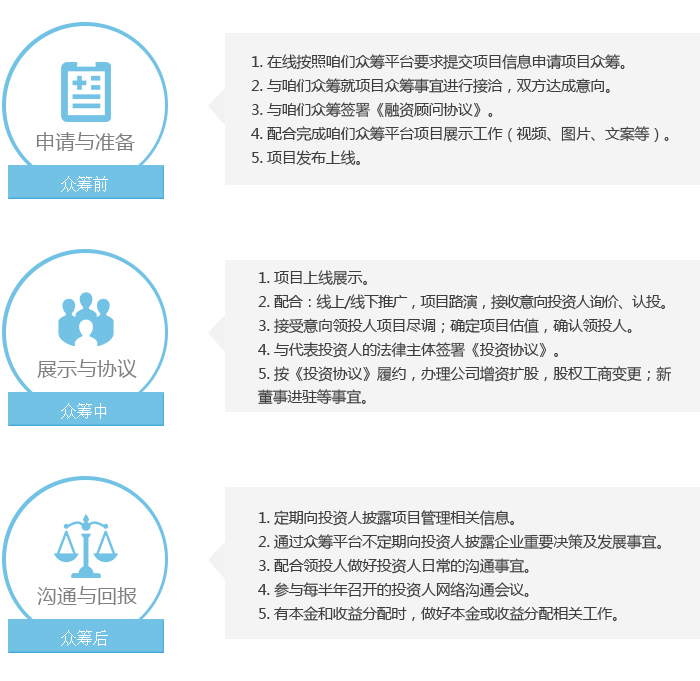 1. 在线按照咱们众筹平台要求提交项目信息申请项目众筹。
2. 与咱们众筹就项目众筹事宜进行接洽，双方达成意向。
3. 与咱们众筹签署《融资顾问协议》。
4. 配合完成咱们众筹平台项目展示工作（视频、图片、文案等）。
5. 项目发布上线。
申请与准备
众筹前
1. 项目上线展示。
2. 配合：线上/线下推广，项目路演，接收意向投资人询价、认投。
3. 接受意向领投人项目尽调；确定项目估值，确认领投人。
4. 与代表投资人的法律主体签署《投资协议》。
5. 按《投资协议》履约，办理公司增资扩股，股权工商变更；新
董事进驻等事宜。
展示与协议
众筹中
1. 定期向投资人披露项目管理相关信息。
2. 通过众筹平台不定期向投资人披露企业重要决策及发展事宜。
3. 配合领投人做好投资人日常的沟通事宜。
4. 参与每半年召开的投资人网络沟通会议。
5. 有本金和收益分配时，做好本金或收益分配相关工作。
沟通与回报
众筹后